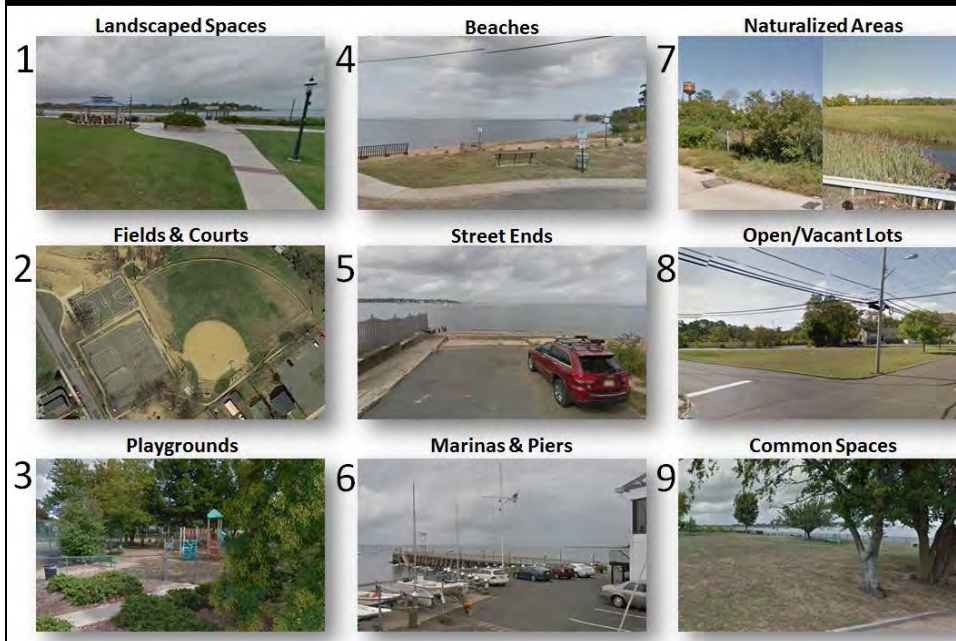 Landscaped Spaces
1
Beaches
4
Naturalized Areas
7
Fields & Courts
2
Street Ends
5
Open/Vacant Lots
8
Playgrounds
3
Marinas & Piers
6
Common Spaces
9